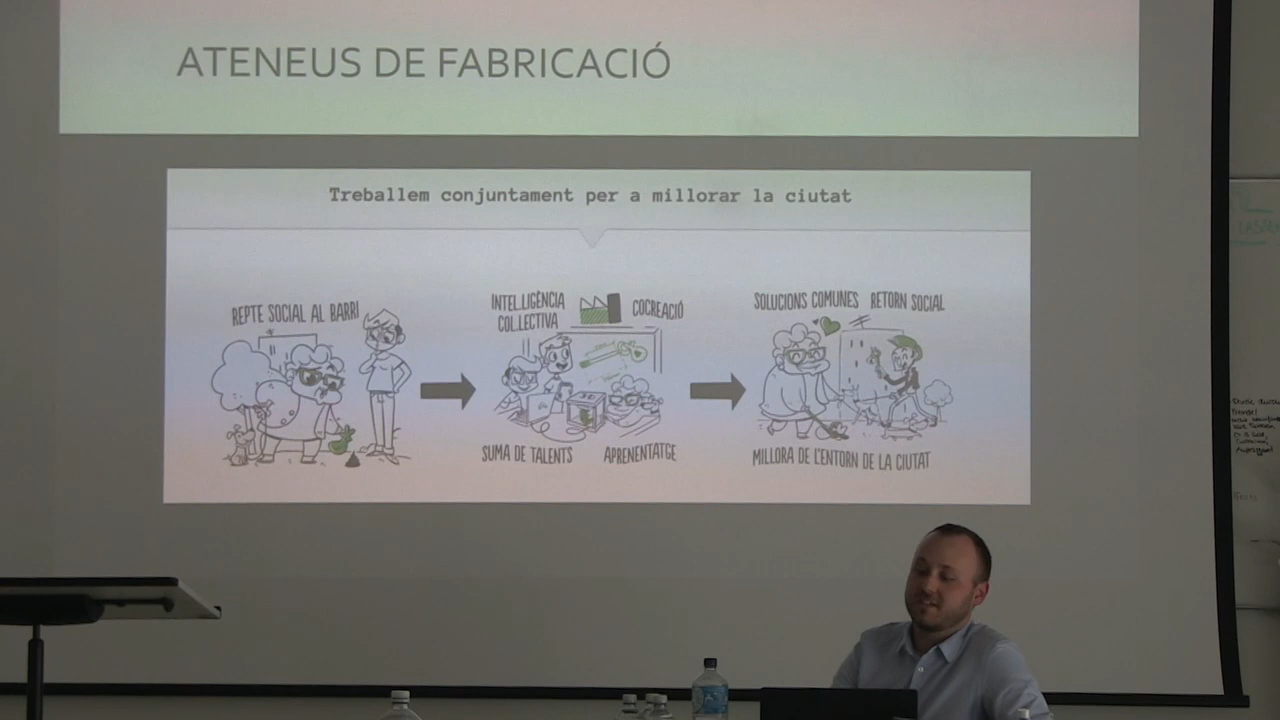 ATENEUS DE FABRICACIÓ
Treballem conjuntament per a millorar la ciutat
REPTE SOCIAL AL BARRI
INTEL.LIGÈNCIA
COL.LECTIVA
COCREACIÓ
SUMA DE TALENTS
APRENENTATGE
SOLUCIONS COMUNES
RETORN SOCIAL
MILLORA DE L'ENTORN DE LA CIUTAT